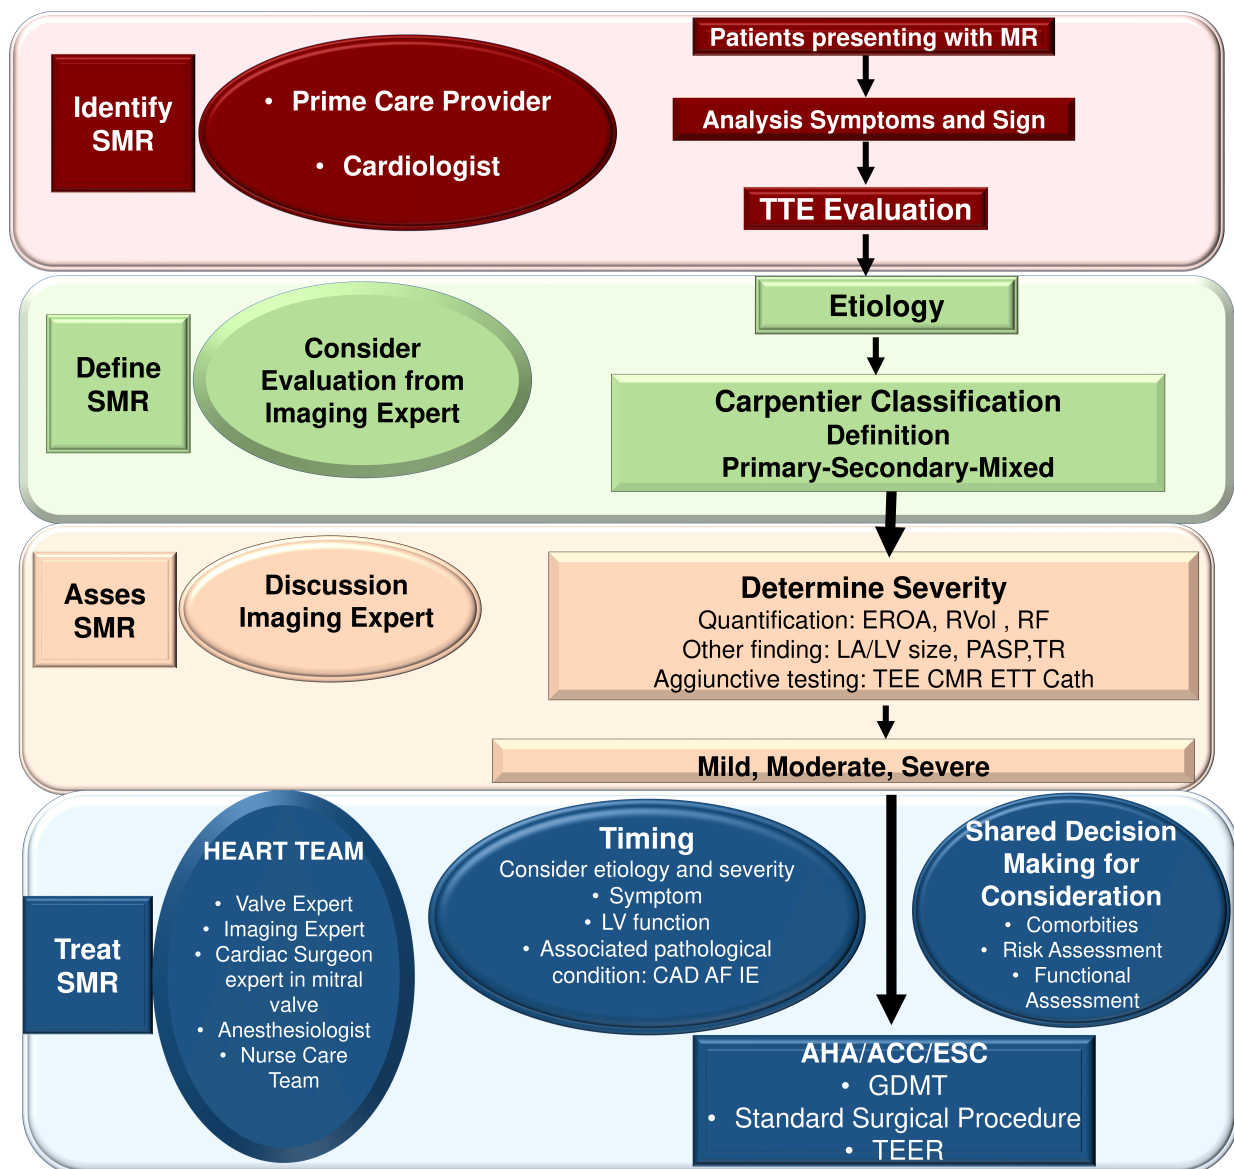 Identify
SMR
• Prime Care Provider
• Cardiologist
Patients presenting with MR
Analysis Symptoms and Sign
TTE Evaluation
Define
SMR
Consider
Evaluation from
Imaging Expert
Etiology
Carpentier Classification
Definition
Primary-Secondary-Mixed
Asses
SMR
Discussion
Imaging Expert
Determine Severity
Quantification: EROA, RVol , RF
Other finding: LA/LV size, PASP,TR
Aggiunctive testing: TEE CMR ETT Cath
Mild, Moderate, Severe
Treat
SMR
HEART TEAM
• Valve Expert
• Imaging Expert
• Cardiac Surgeon
expert in mitral
valve
• Anesthesiologist
• Nurse Care
Team
Timing
Consider etiology and severity
• Symptom
• LV function
• Associated pathological
condition: CAD AF IE
Shared Decision
Making for
Consideration
• Comorbities
• Risk Assessment
• Functional
Assessment
AHA/ACC/ESC
• GDMT
• Standard Surgical Procedure
• TEER